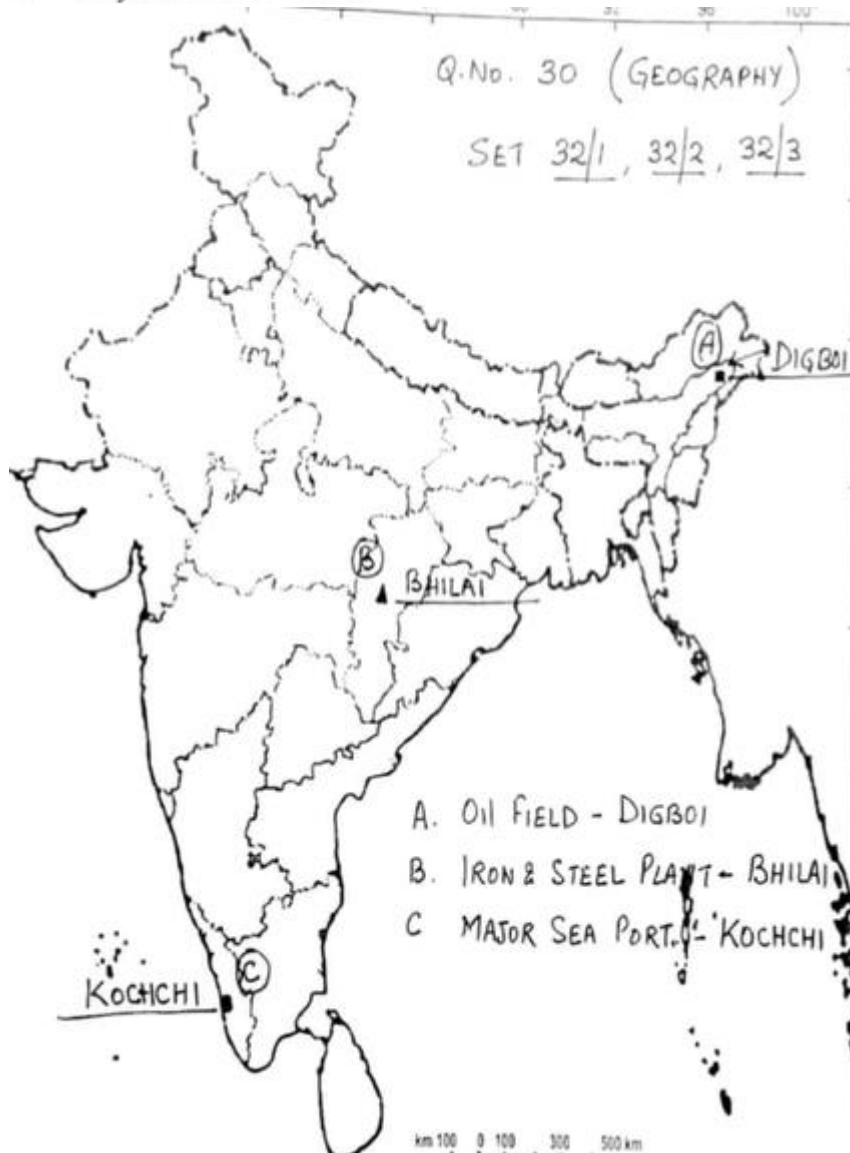 Q.No. 30 (GEOGRAPHY)
SET 32/1, 32/2, 32/3
A
DIGBOI
B
BHILAI
A. Oil FIELD - DIGBOI
B. IRON & STEEL PLANT - BHILAI
C MAJOR SEA PORT - KOCHCHI
C
KOCHCHI
km 100 0 100 300 500 km